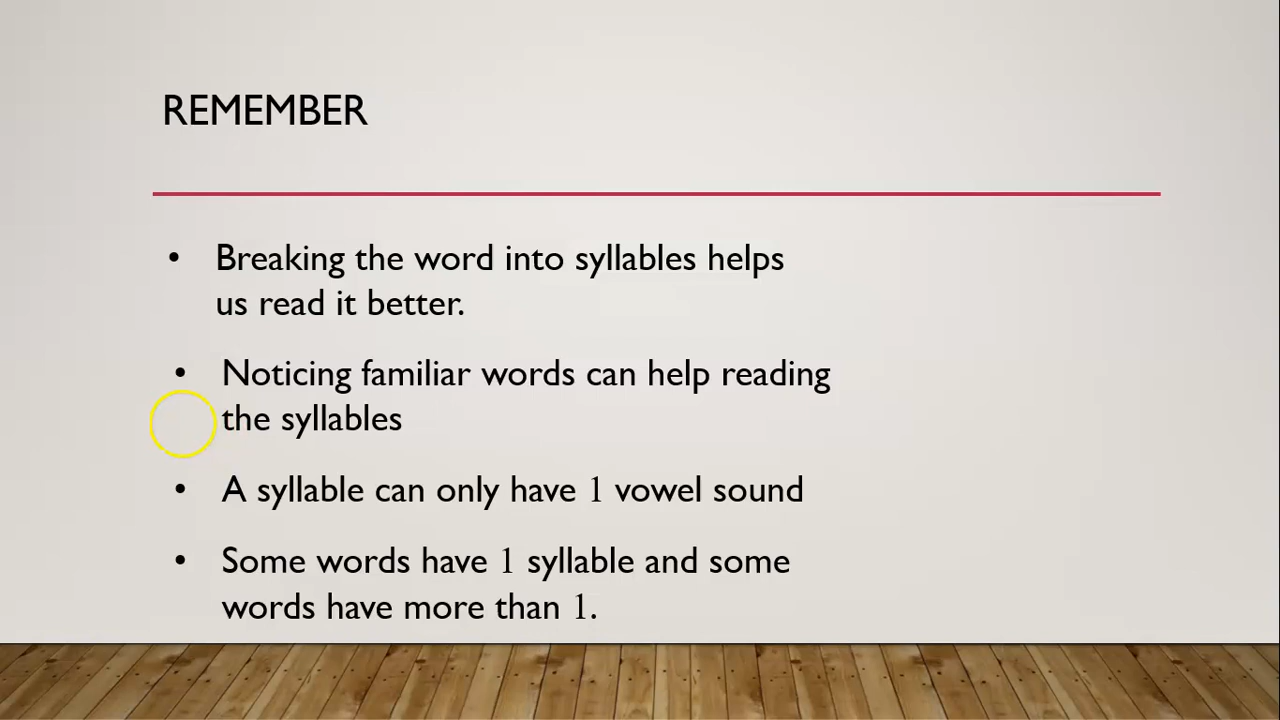 REMEMBER
• Breaking the word into syllables helps
us read it better.
• Noticing familiar words can help reading
the syllables
• A syllable can only have 1 vowel sound
• Some words have 1 syllable and some
words have more than 1.